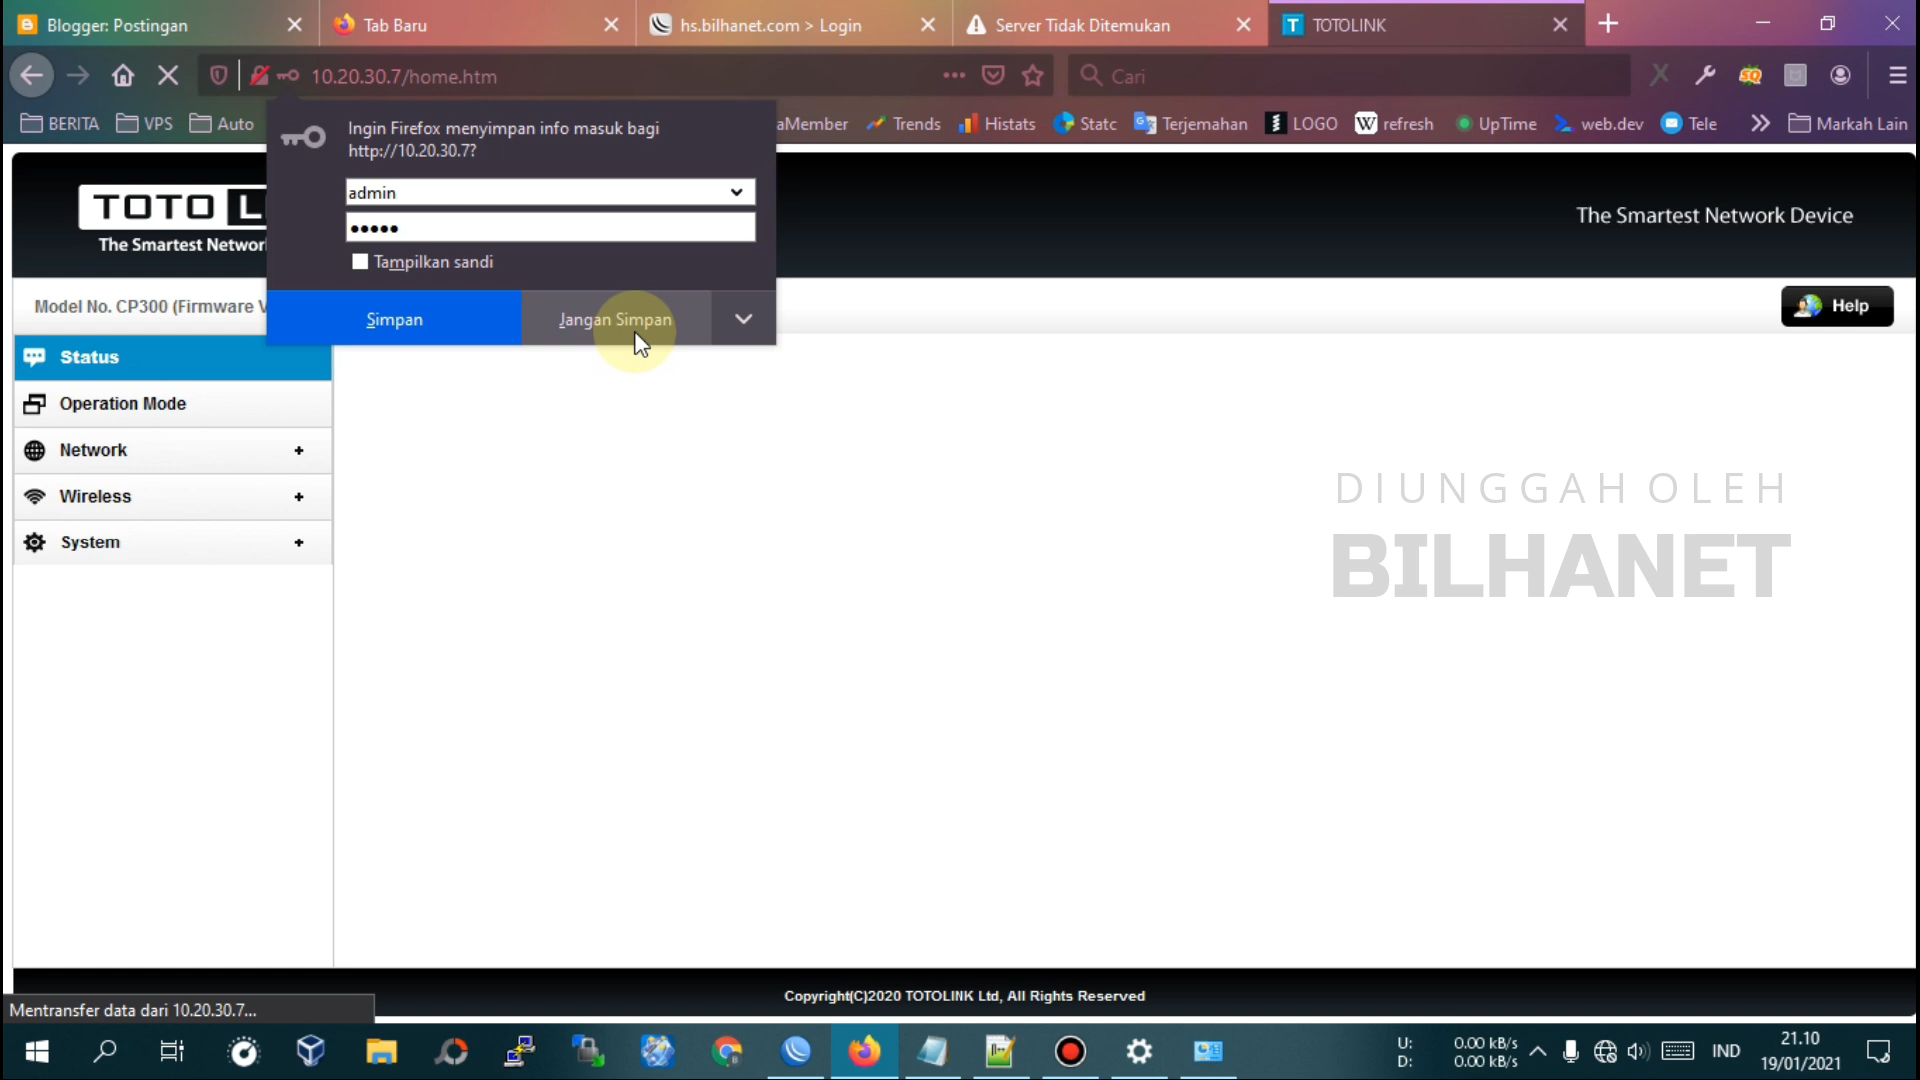 Blogger: Postingan
Tab Baru
hs.bilhanet.com > Login
Server Tidak Ditemukan
TOTOLINK
10.20.30.7/home.htm
Cari
BERITA
VPS
Auto
aMember
Trends
Histats
Statc
Terjemahan
LOGO
refresh
UpTime
web.dev
Tele
Markah Lain
Ingin Firefox menyimpan info masuk bagi
http://10.20.30.7?
admin
•••••
Tampilkan sandi
Simpan
Jangan Simpan
TOTO L
The Smartest Networ
The Smartest Network Device
Model No. CP300 (Firmware V
Help
Status
Operation Mode
Network +
Wireless +
System +
DIUNGGAH OLEH
BILHANET
Copyright(C)2020 TOTOLINK Ltd, All Rights Reserved
Mentransfer data dari 10.20.30.7...
U: 0.00 kB/s
D: 0.00 kB/s
IND
21.10
19/01/2021